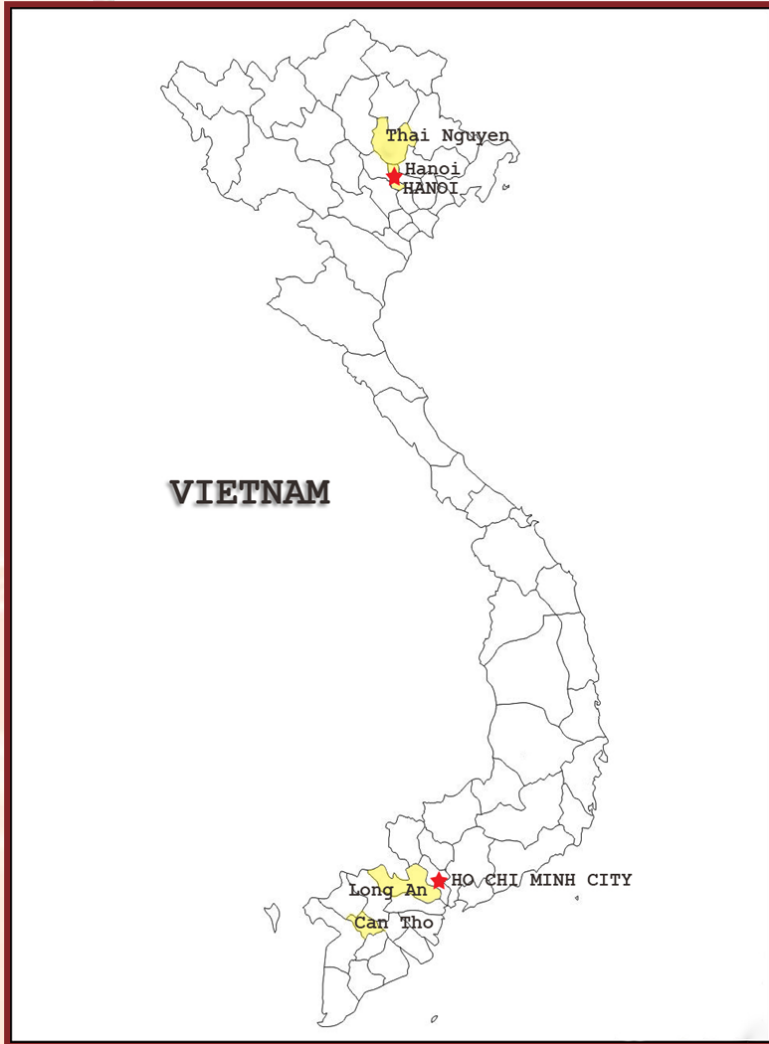 Thai Nguyen
Hanoi
HANOI
VIETNAM
HO CHI MINH CITY
Long An
Can Tho